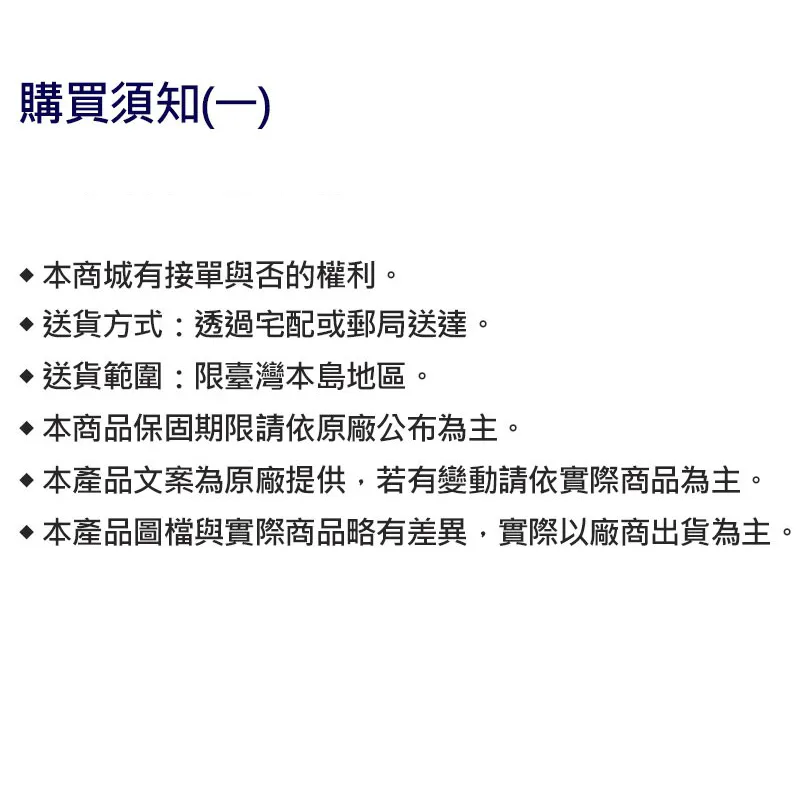 購買須知(一)
◆本商城有接單與否的權利。
◆送貨方式：透過宅配或郵局送達。
◆送貨範圍：限臺灣本島地區。
◆本商品保固期限請依原廠公布為主。
◆本產品文案為原廠提供，若有變動請依實際商品為主。
◆本產品圖檔與實際商品略有差異，實際以廠商出貨為主。